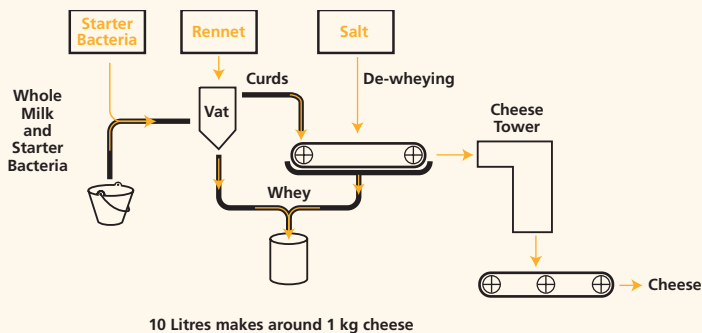 Starter
Bacteria
Rennet
Salt
Curds
De-wheying
Whole
Milk
and
Starter
Bacteria
Vat
Cheese
Tower
Whey
Cheese
10 Litres makes around 1 kg cheese